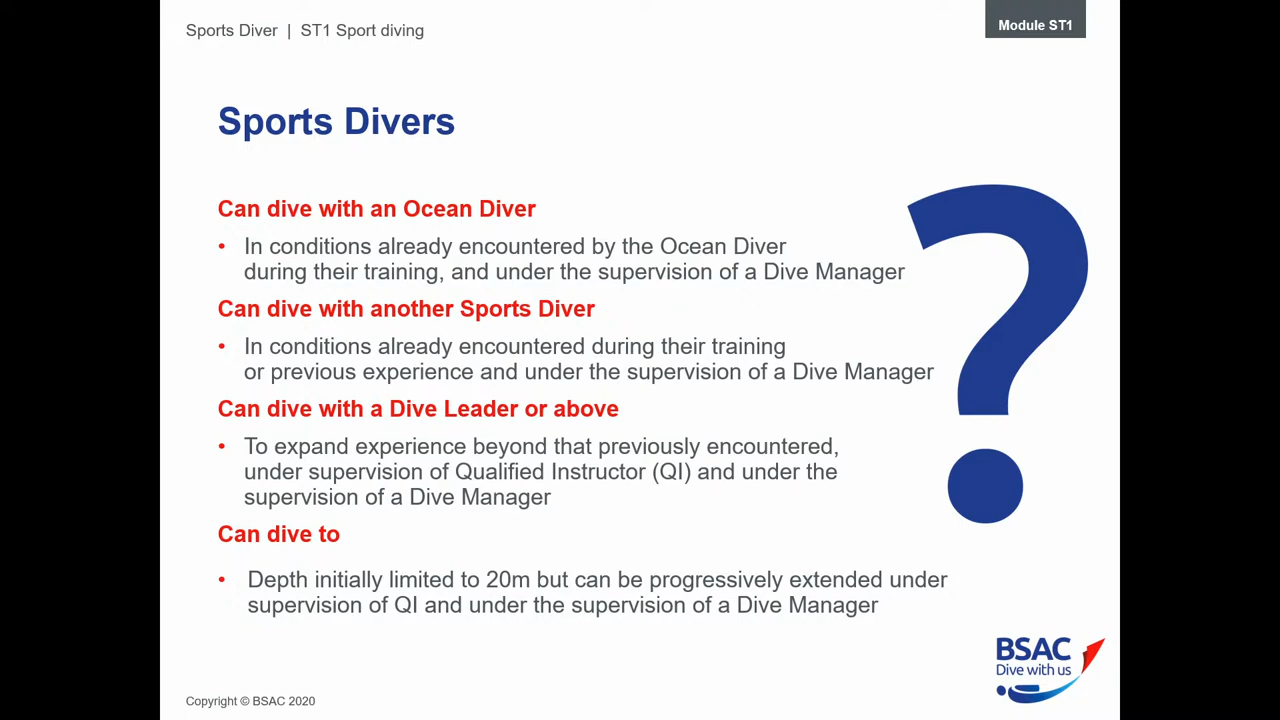 Sports Diver | ST1 Sport diving
Module ST1
Sports Divers
Can dive with an Ocean Diver
• In conditions already encountered by the Ocean Diver
during their training, and under the supervision of a Dive Manager
Can dive with another Sports Diver
• In conditions already encountered during their training
or previous experience and under the supervision of a Dive Manager
Can dive with a Dive Leader or above
• To expand experience beyond that previously encountered,
under supervision of Qualified Instructor (QI) and under the
supervision of a Dive Manager
Can dive to
• Depth initially limited to 20m but can be progressively extended under
supervision of QI and under the supervision of a Dive Manager
?
BSAC
Dive with us
Copyright © BSAC 2020